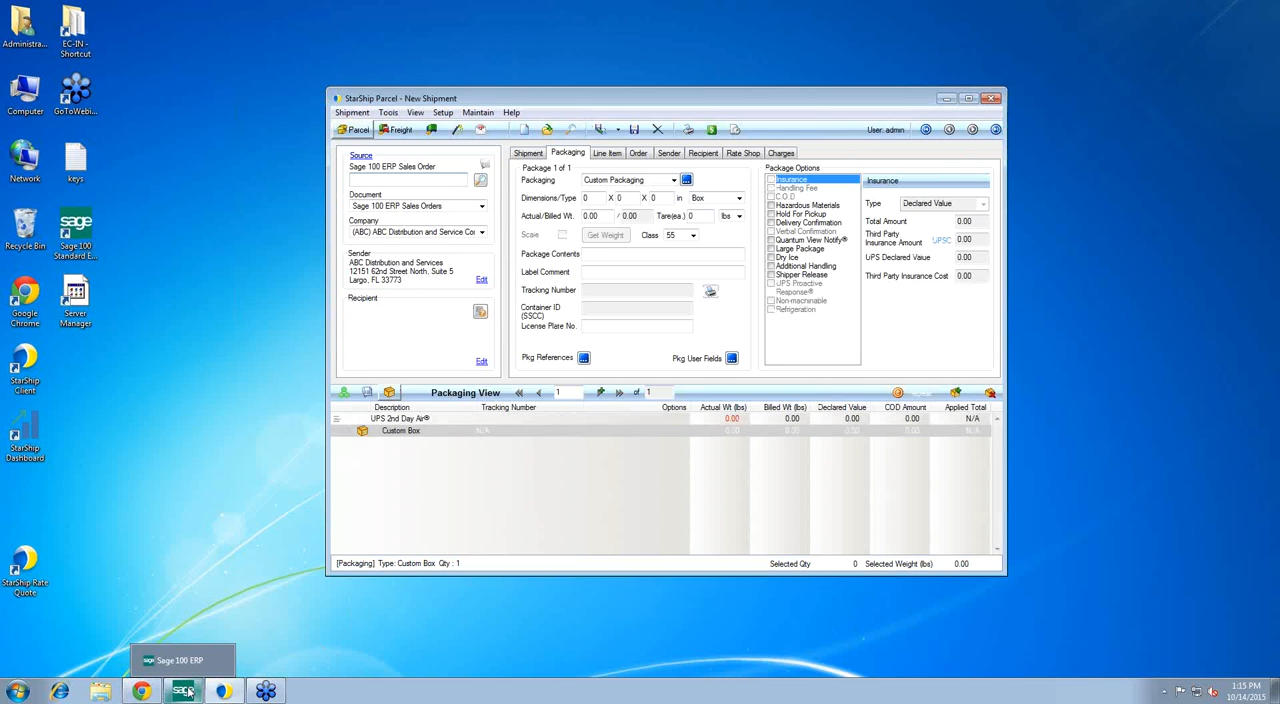 Administra...
EC-IN -
Shortcut
Computer
GoToWebi...
Network
keys
Recycle Bin
sage
Sage 100
Standard E...
Google
Chrome
Server
Manager
StarShip
Client
StarShip
Dashboard
StarShip Rate
Quote
StarShip Parcel - New Shipment
Shipment Tools View Setup Maintain Help
Parcel Freight User: admin
Source
Sage 100 ERP Sales Order
Document
Sage 100 ERP Sales Orders
Company
(ABC) ABC Distribution and Service Cor
Sender
ABC Distribution and Services
12151 62nd Street North, Suite 5
Largo, FL 33773
Edit
Recipient
Edit
Shipment Packaging Line Item Order Sender Recipient Rate Shop Charges
Package 1 of 1
Packaging Custom Packaging
Dimensions/Type 0 X 0 X 0 in Box
Actual/Billed Wt. 0.00 / 0.00 Tare(ea.) 0 lbs
Scale Get Weight Class 55
Package Contents
Label Comment
Tracking Number
Container ID
(SSCC)
License Plate No.
Pkg References Pkg User Fields
Package Options
Insurance
Handling Fee
C.O.D
Hazardous Materials
Hold For Pickup
Delivery Confirmation
Verbal Confirmation
Quantum View Notify®
Large Package
Dry Ice
Additional Handling
Shipper Release
UPS Proactive
Response®
Non-machinable
Refrigeration
Insurance
Type Declared Value
Total Amount 0.00
Third Party
Insurance Amount UPSC 0.00
UPS Declared Value 0.00
Third Party Insurance Cost 0.00
Packaging View 1 of 1
Description Tracking Number Options Actual Wt (lbs) Billed Wt (lbs) Declared Value COD Amount Applied Total
UPS 2nd Day Air® 0.00 0.00 0.00 0.00 N/A
Custom Box N/A 0.00 0.00 0.00 0.00 N/A
[Packaging] Type: Custom Box Qty : 1 Selected Qty 0 Selected Weight (lbs) 0.00
sage Sage 100 ERP
sage
1:15 PM
10/14/2015